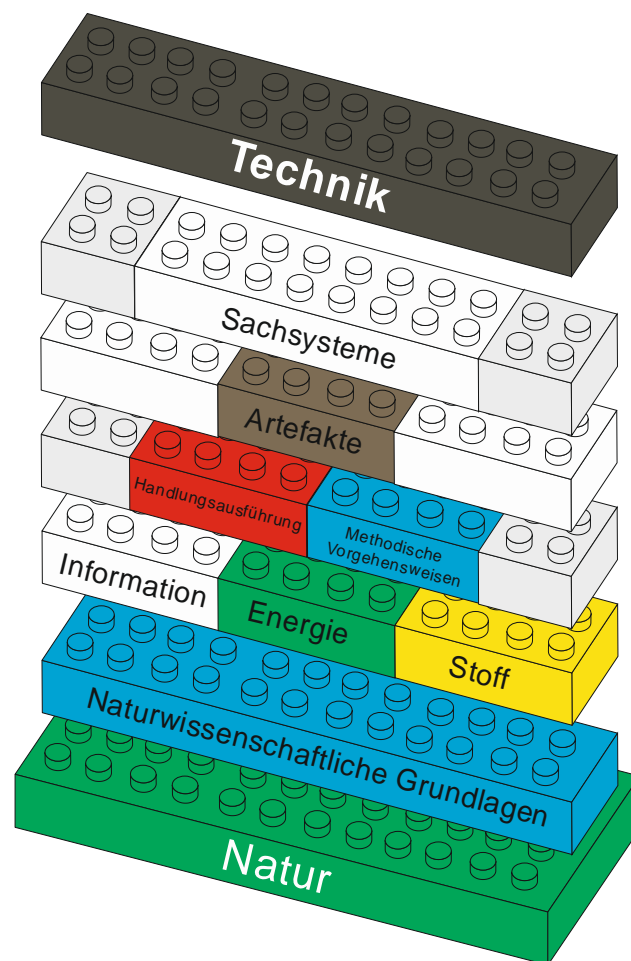 Technik
Sachsysteme
Artefakte
Handlungsausführung
Methodische
Vorgehensweisen
Information
Energie
Stoff
Naturwissenschaftliche Grundlagen
Natur